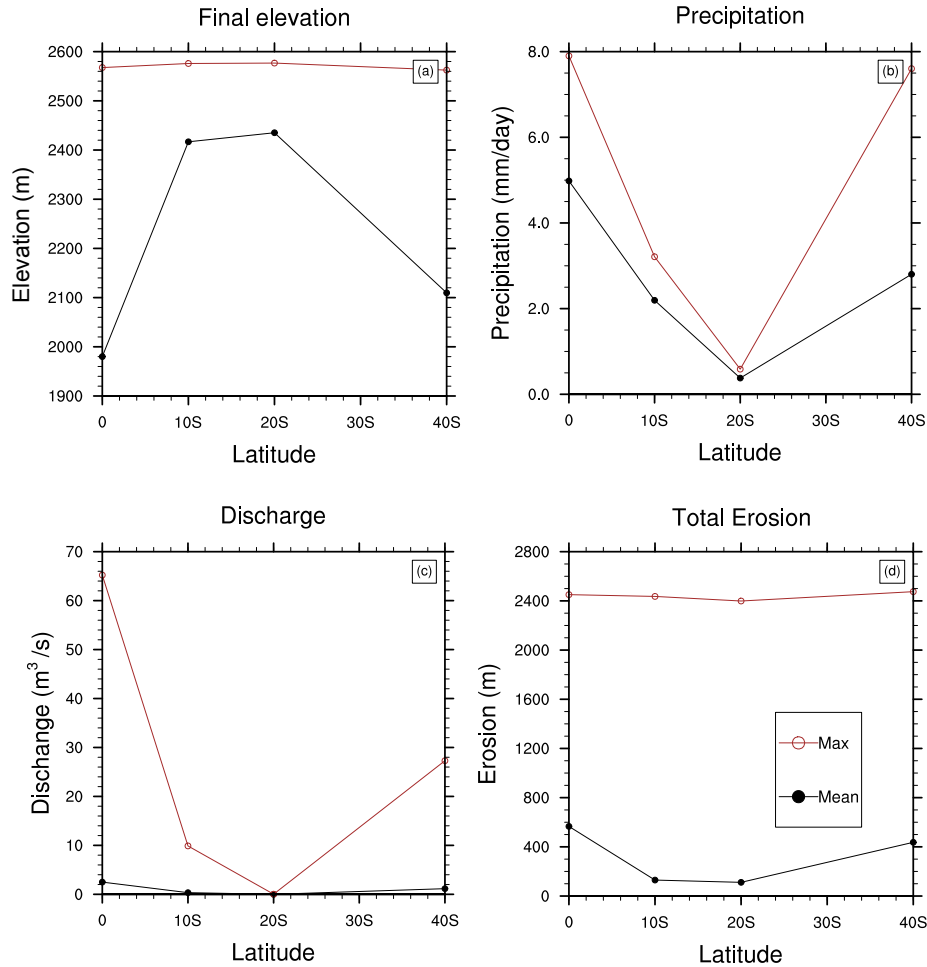 Final elevation
(a)
2600
2500
2400
2300
2200
2100
2000
1900
Elevation (m)
0 10S 20S 30S 40S
Latitude
Precipitation
(b)
8.0
6.0
4.0
2.0
0.0
Precipitation (mm/day)
0 10S 20S 30S 40S
Latitude
Discharge
(c)
70
60
50
40
30
20
10
0
Dischange (m³/s)
0 10S 20S 30S 40S
Latitude
Total Erosion
(d)
2800
2400
2000
1600
1200
800
400
0
Erosion (m)
Max
Mean
0 10S 20S 30S 40S
Latitude